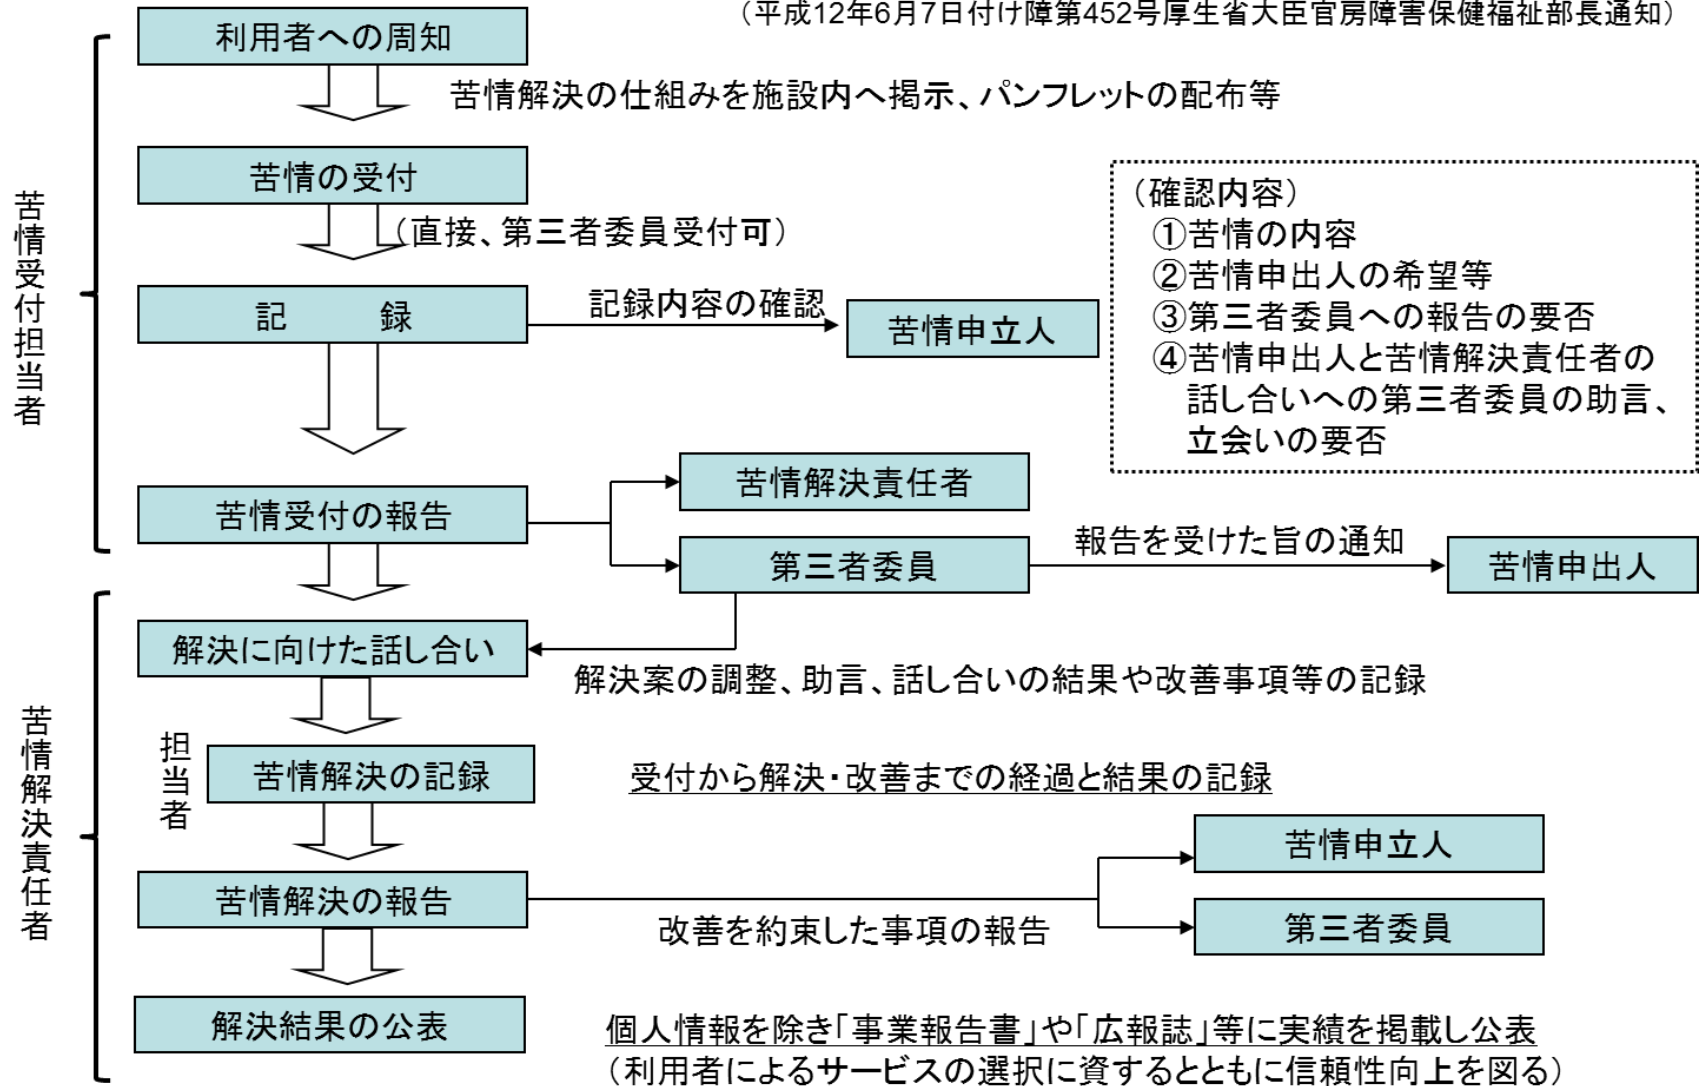 （平成12年6月7日付け障第452号厚生省大臣官房障害保健福祉部長通知）
苦情受付担当者
利用者への周知
苦情解決の仕組みを施設内へ掲示、パンフレットの配布等
苦情の受付
（直接、第三者委員受付可）
記　　　録
記録内容の確認
苦情申立人
（確認内容）
①苦情の内容
②苦情申出人の希望等
③第三者委員への報告の要否
④苦情申出人と苦情解決責任者の
話し合いへの第三者委員の助言、
立会いの要否
苦情受付の報告
苦情解決責任者
第三者委員
報告を受けた旨の通知
苦情申出人
苦情解決責任者
解決に向けた話し合い
解決案の調整、助言、話し合いの結果や改善事項等の記録
担当者
苦情解決の記録
受付から解決・改善までの経過と結果の記録
苦情解決の報告
改善を約束した事項の報告
苦情申立人
第三者委員
解決結果の公表
個人情報を除き「事業報告書」や「広報誌」等に実績を掲載し公表
（利用者によるサービスの選択に資するとともに信頼性向上を図る）